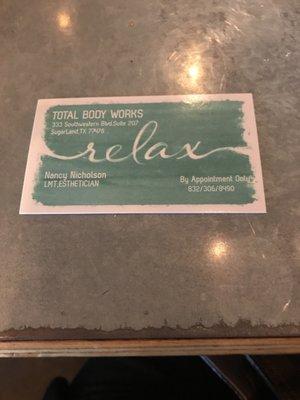 TOTAL BODY WORKS
333 Southwestern Blvd,Suite 207
SugarLand,TX 77478
relax
Nancy Nicholson
LMT,ESTHETICIAN
By Appointment Only
832/306/8490